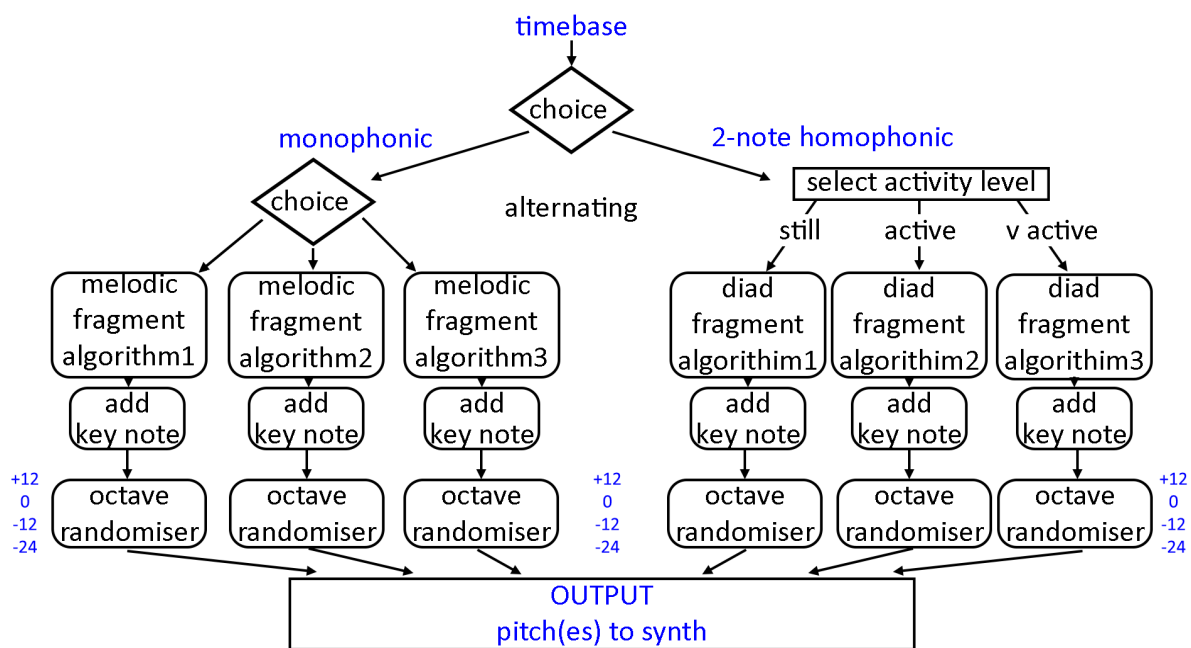 timebase
choice
monophonic
2-note homophonic
choice
alternating
select activity level
still
active
v active
melodic
fragment
algorithm1
melodic
fragment
algorithm2
melodic
fragment
algorithm3
diad
fragment
algorithim1
diad
fragment
algorithim2
diad
fragment
algorithim3
add
key note
add
key note
add
key note
add
key note
add
key note
add
key note
+12
0
-12
-24
octave
randomiser
octave
randomiser
octave
randomiser
+12
0
-12
-24
octave
randomiser
octave
randomiser
octave
randomiser
+12
0
-12
-24
OUTPUT
pitch(es) to synth